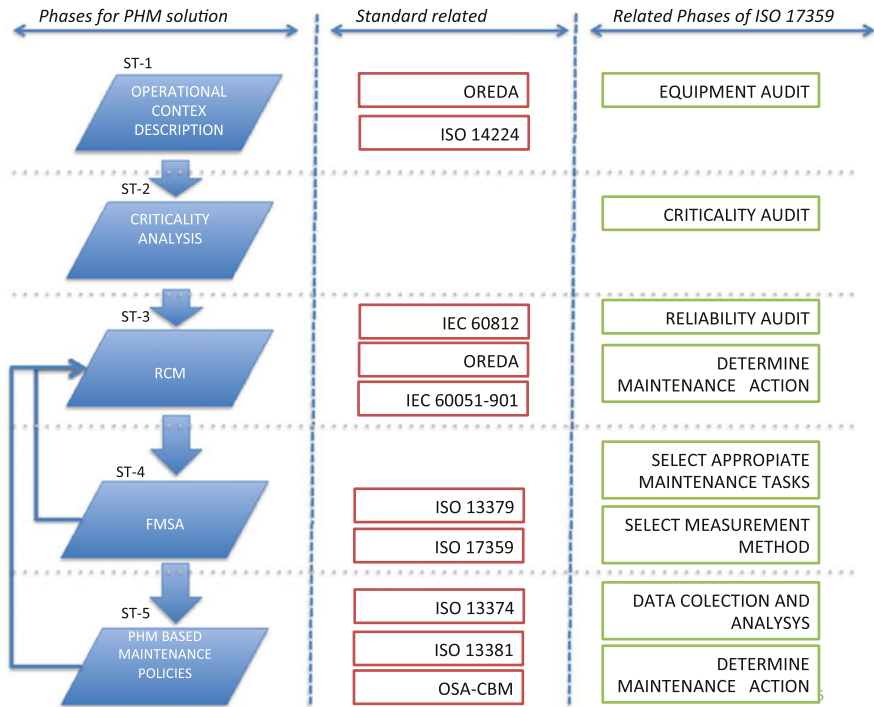 Phases for PHM solution
Standard related
Related Phases of ISO 17359
ST-1
OPERATIONAL
CONTEX
DESCRIPTION
OREDA
ISO 14224
EQUIPMENT AUDIT
ST-2
CRITICALITY
ANALYSIS
CRITICALITY AUDIT
ST-3
RCM
IEC 60812
OREDA
IEC 60051-901
RELIABILITY AUDIT
DETERMINE
MAINTENANCE ACTION
ST-4
FMSA
ISO 13379
ISO 17359
SELECT APPROPIATE
MAINTENANCE TASKS
SELECT MEASUREMENT
METHOD
ST-5
PHM BASED
MAINTENANCE
POLICIES
ISO 13374
ISO 13381
OSA-CBM
DATA COLECTION AND
ANALYSYS
DETERMINE
MAINTENANCE ACTION